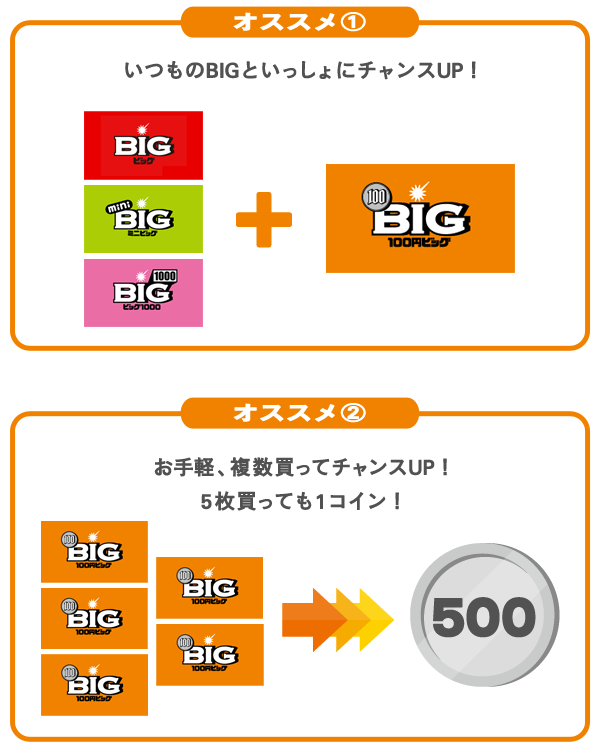 オススメ①
いつものBIGといっしょにチャンスUP！
BIG
ビッグ
mini
BIG
ミニビッグ
1000
BIG
ビッグ1000
100
BIG
100円ビッグ
オススメ②
お手軽、複数買ってチャンスUP！
5枚買っても1コイン！
100
BIG
100円ビッグ
100
BIG
100円ビッグ
100
BIG
100円ビッグ
100
BIG
100円ビッグ
100
BIG
100円ビッグ
500